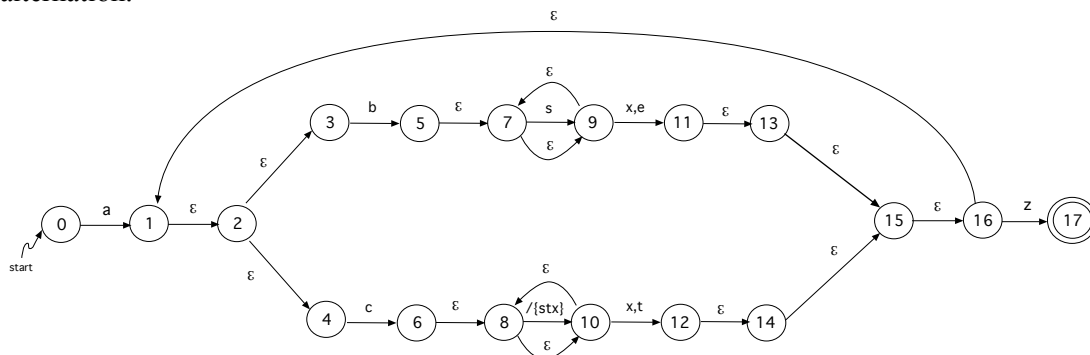 alternation.
ε
ε
b
ε
s
x,e
ε
3
5
7
9
11
13
ε
ε
ε
a
ε
ε
z
0
1
2
15
16
17
start
ε
ε
ε
c
ε
/{stx}
x,t
ε
4
6
8
10
12
14
ε